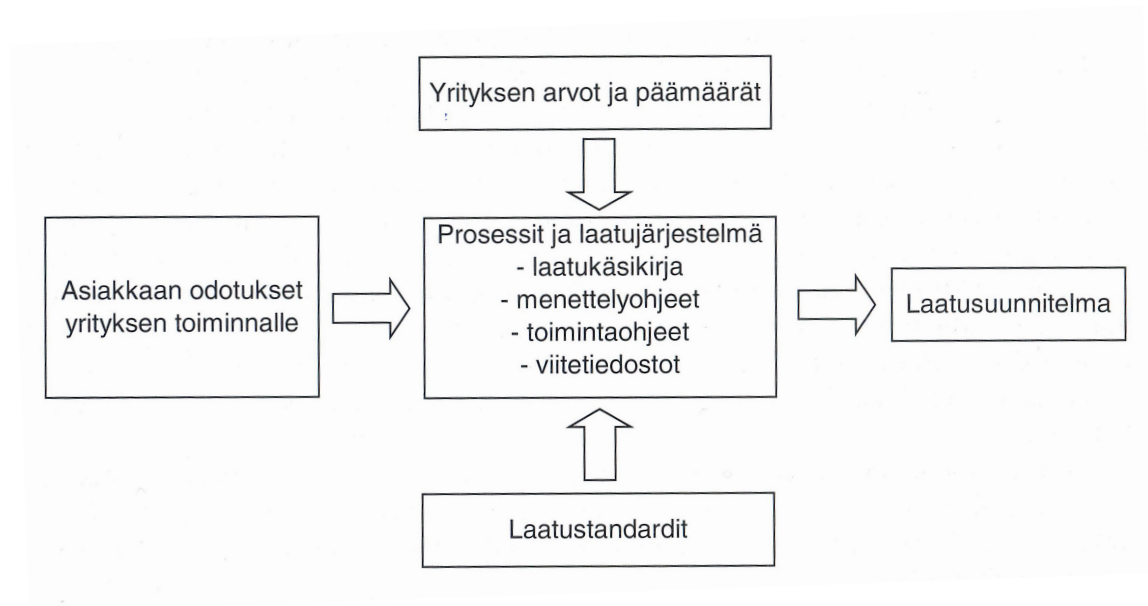 Yrityksen arvot ja päämäärät
Asiakkaan odotukset
yrityksen toiminnalle
Prosessit ja laatujärjestelmä
- laatukäsikirja
- menettelyohjeet
- toimintaohjeet
- viitetiedostot
Laatusuunnitelma
Laatustandardit